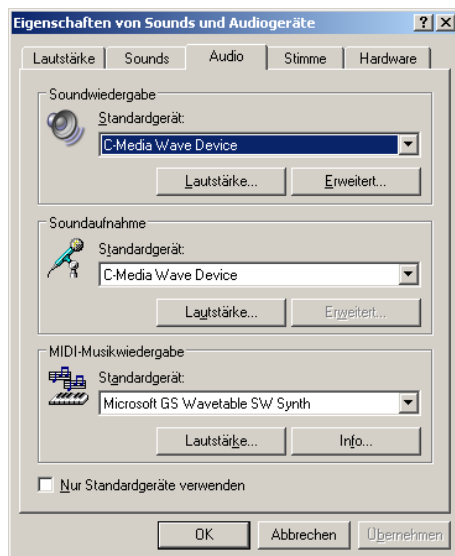 Eigenschaften von Sounds und Audiogeräte
Lautstärke Sounds Audio Stimme Hardware
Soundwiedergabe
Standardgerät:
C-Media Wave Device
Lautstärke... Erweitert...
Soundaufnahme
Standardgerät:
C-Media Wave Device
Lautstärke... Erweitert...
MIDI-Musikwiedergabe
Standardgerät:
Microsoft GS Wavetable SW Synth
Lautstärke... Info...
Nur Standardgeräte verwenden
OK Abbrechen Übernehmen